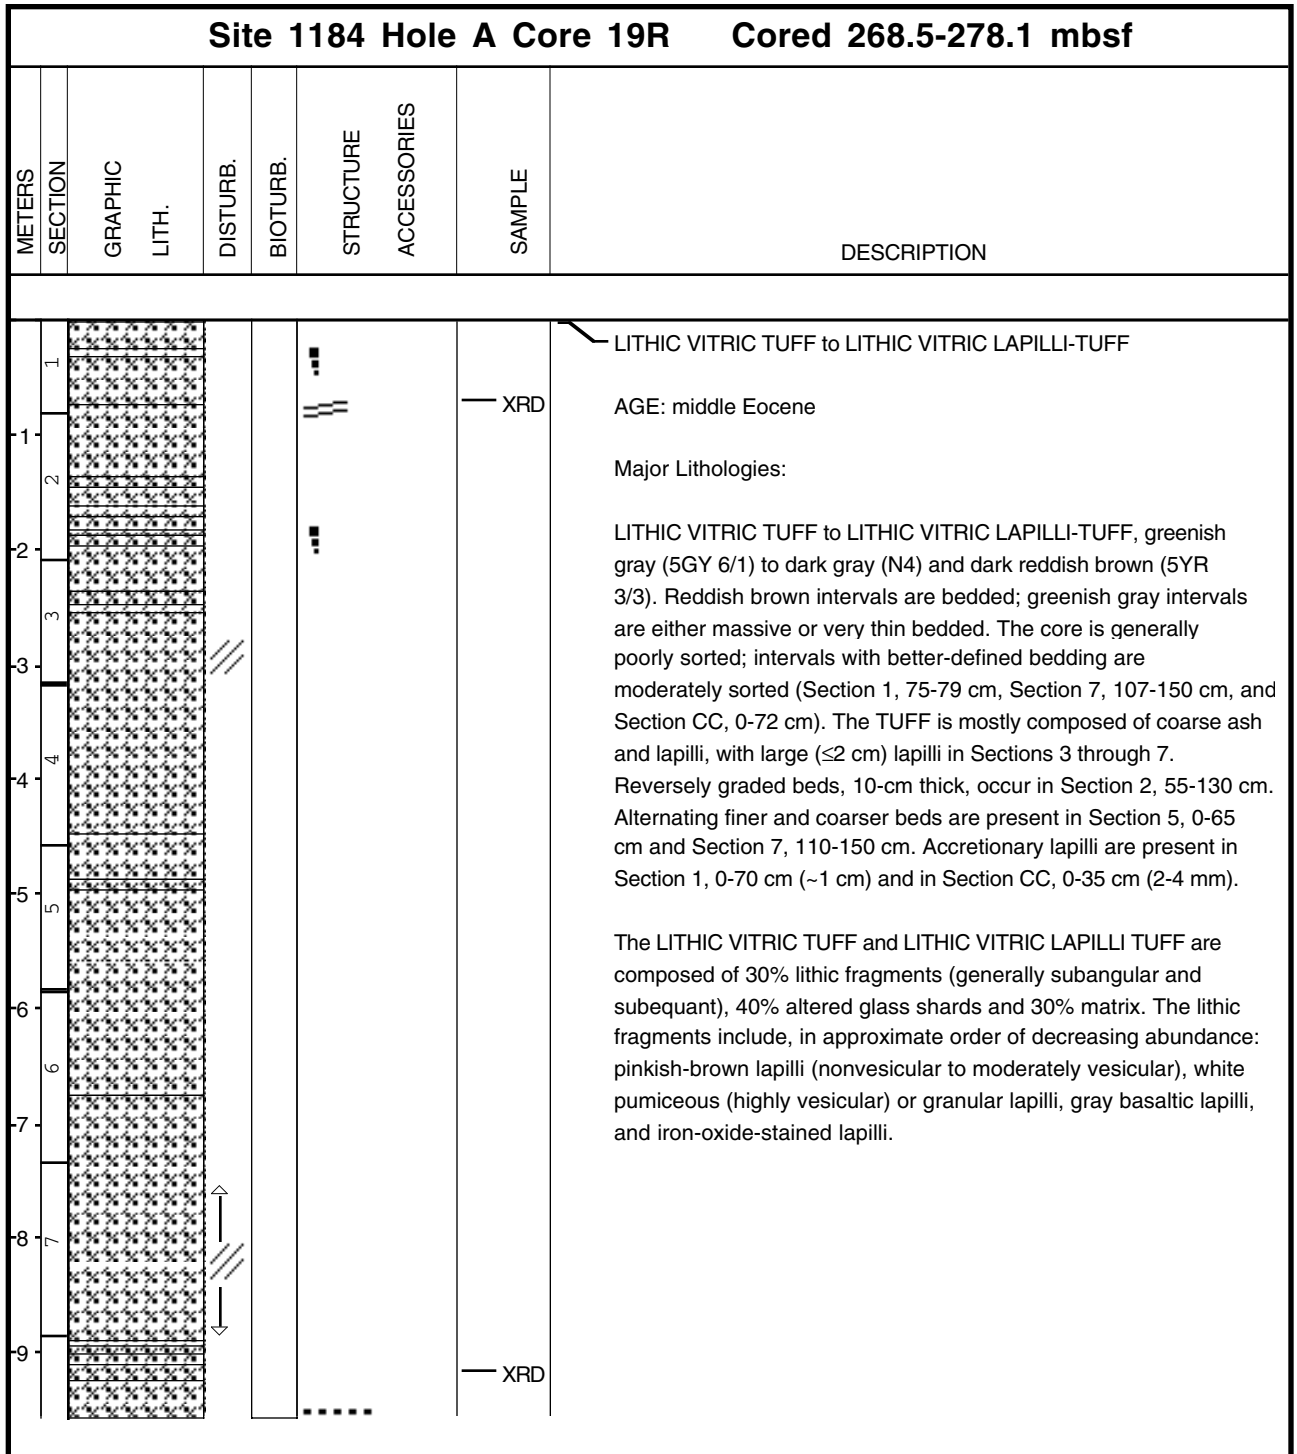 Site 1184 Hole A Core 19R Cored 268.5-278.1 mbsf
METERS
SECTION
GRAPHIC
LITH.
DISTURB.
BIOTURB.
STRUCTURE
ACCESSORIES
SAMPLE
DESCRIPTION
1
2
3
4
5
6
7
8
9
1
2
3
4
5
6
7
XRD
XRD
LITHIC VITRIC TUFF to LITHIC VITRIC LAPILLI-TUFF
AGE: middle Eocene
Major Lithologies:
LITHIC VITRIC TUFF to LITHIC VITRIC LAPILLI-TUFF, greenish
gray (5GY 6/1) to dark gray (N4) and dark reddish brown (5YR
3/3). Reddish brown intervals are bedded; greenish gray intervals
are either massive or very thin bedded. The core is generally
poorly sorted; intervals with better-defined bedding are
moderately sorted (Section 1, 75-79 cm, Section 7, 107-150 cm, and
Section CC, 0-72 cm). The TUFF is mostly composed of coarse ash
and lapilli, with large (≤2 cm) lapilli in Sections 3 through 7.
Reversely graded beds, 10-cm thick, occur in Section 2, 55-130 cm.
Alternating finer and coarser beds are present in Section 5, 0-65
cm and Section 7, 110-150 cm. Accretionary lapilli are present in
Section 1, 0-70 cm (~1 cm) and in Section CC, 0-35 cm (2-4 mm).
The LITHIC VITRIC TUFF and LITHIC VITRIC LAPILLI TUFF are
composed of 30% lithic fragments (generally subangular and
subequant), 40% altered glass shards and 30% matrix. The lithic
fragments include, in approximate order of decreasing abundance:
pinkish-brown lapilli (nonvesicular to moderately vesicular), white
pumiceous (highly vesicular) or granular lapilli, gray basaltic lapilli,
and iron-oxide-stained lapilli.